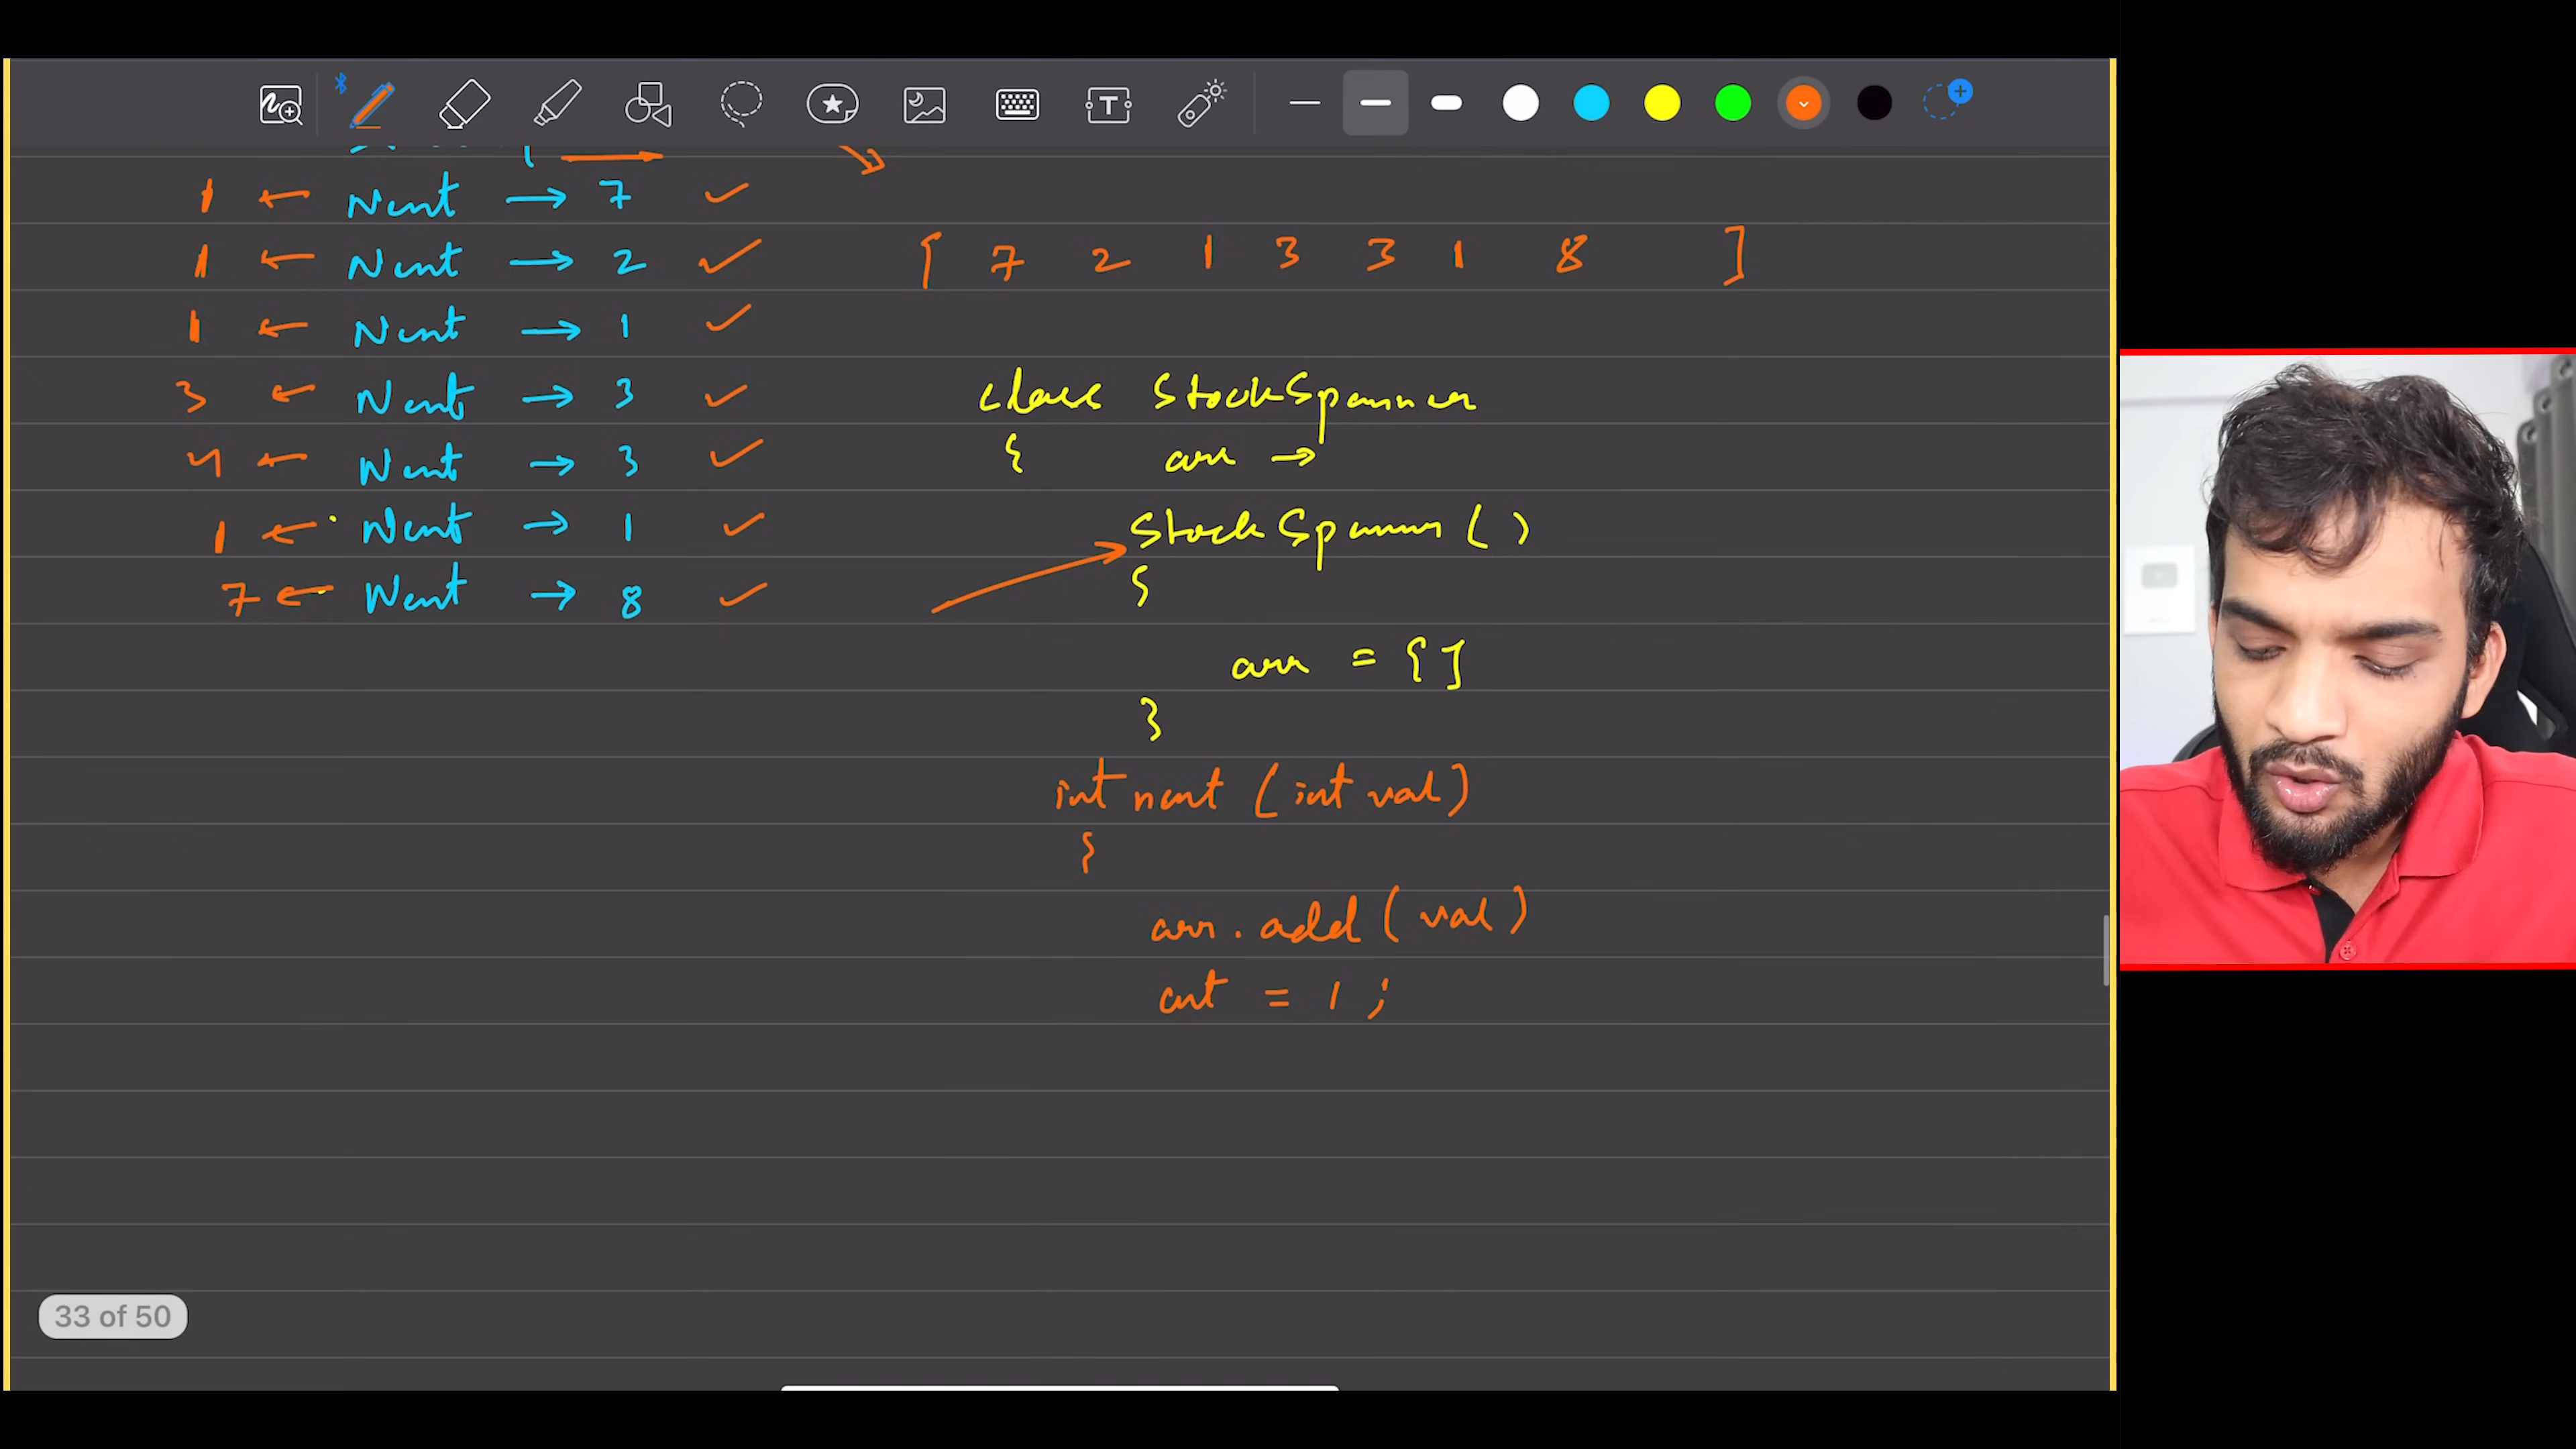 1 ← Next → 7 ✓
1 ← Next → 2 ✓
1 ← Next → 1 ✓
3 ← Next → 3 ✓
4 ← Next → 3 ✓
1 ← Next → 1 ✓
7 ← Next → 8 ✓
[ 7 2 1 3 3 1 8 ]
class StockSpanner
{ arr →
StockSpanner ( )
{
arr = [ ]
}
int next (int val)
{
arr. add (val)
cnt = 1 ;
T
33 of 50